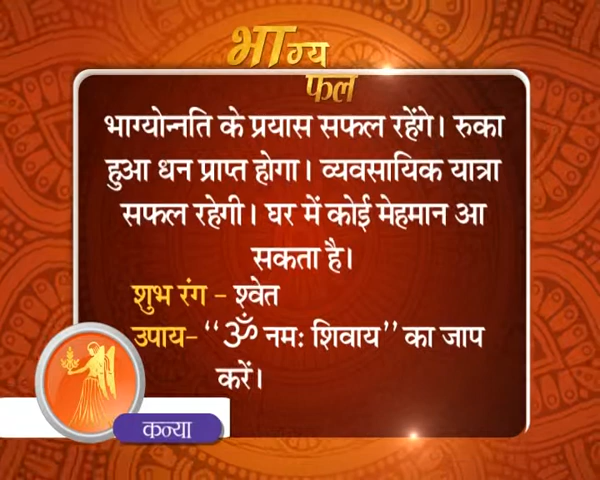 भाग्य
फल
भाग्योन्नति के प्रयास सफल रहेंगे। रुका
हुआ धन प्राप्त होगा। व्यवसायिक यात्रा
सफल रहेगी। घर में कोई मेहमान आ
सकता है।
शुभ रंग - श्वेत
उपाय- “ॐ नमः शिवाय” का जाप
करें।
कन्या